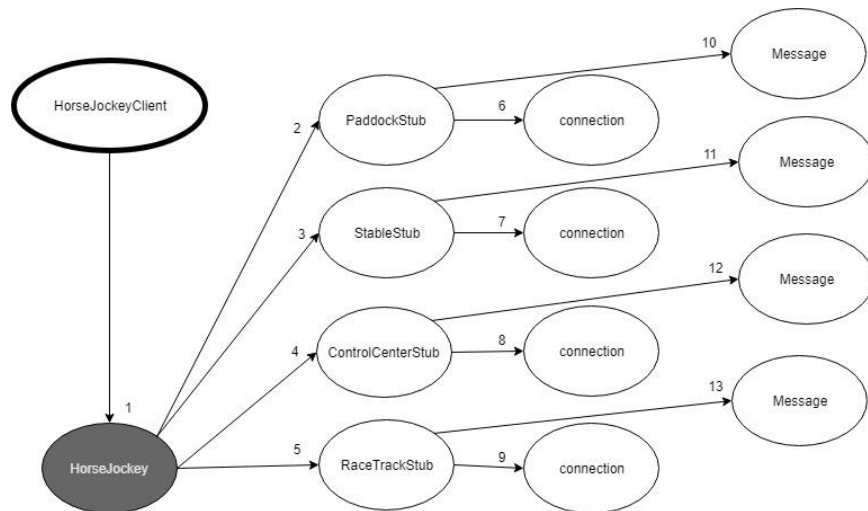 10
Message
HorseJockeyClient
6
2
PaddockStub
connection
11
Message
3
7
StableStub
connection
12
Message
4
8
ControlCenterStub
connection
13
Message
1
5
9
HorseJockey
RaceTrackStub
connection